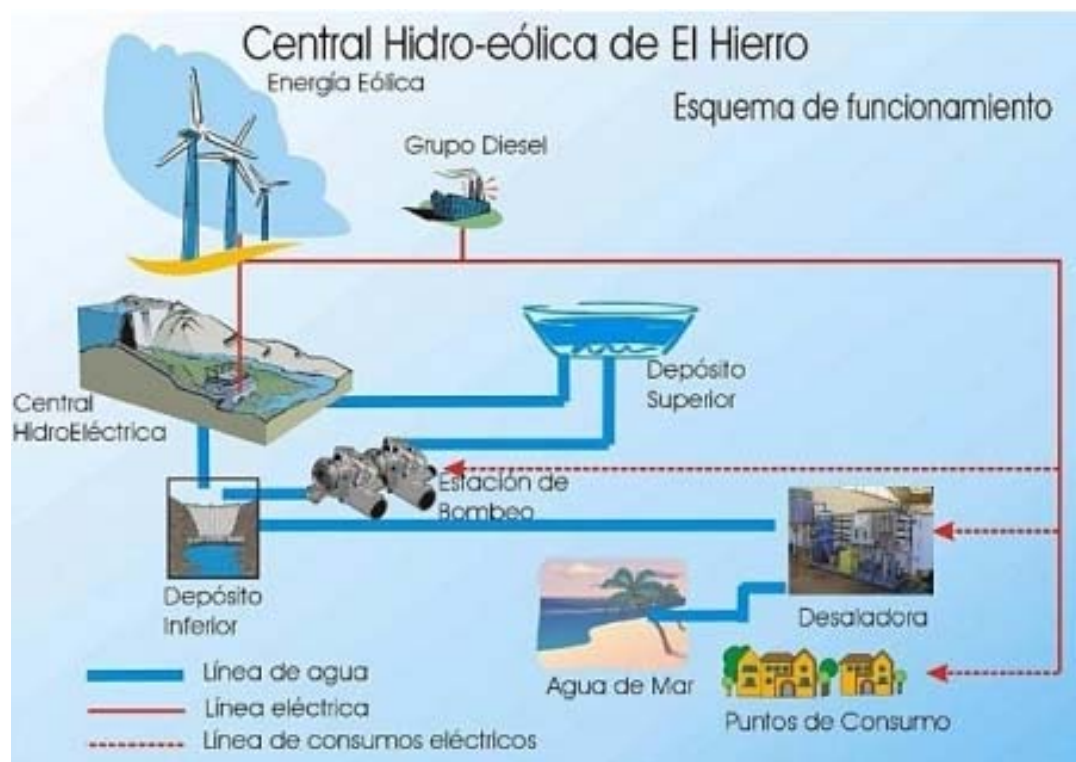 Central Hidro-eólica de El Hierro
Energía Eólica
Esquema de funcionamiento
Grupo Diesel
Depósito
Superior
Central
HidroEléctrica
Estación de
Bombeo
Depósito
Inferior
Desaladora
Agua de Mar
Puntos de Consumo
Línea de agua
Línea eléctrica
Línea de consumos eléctricos